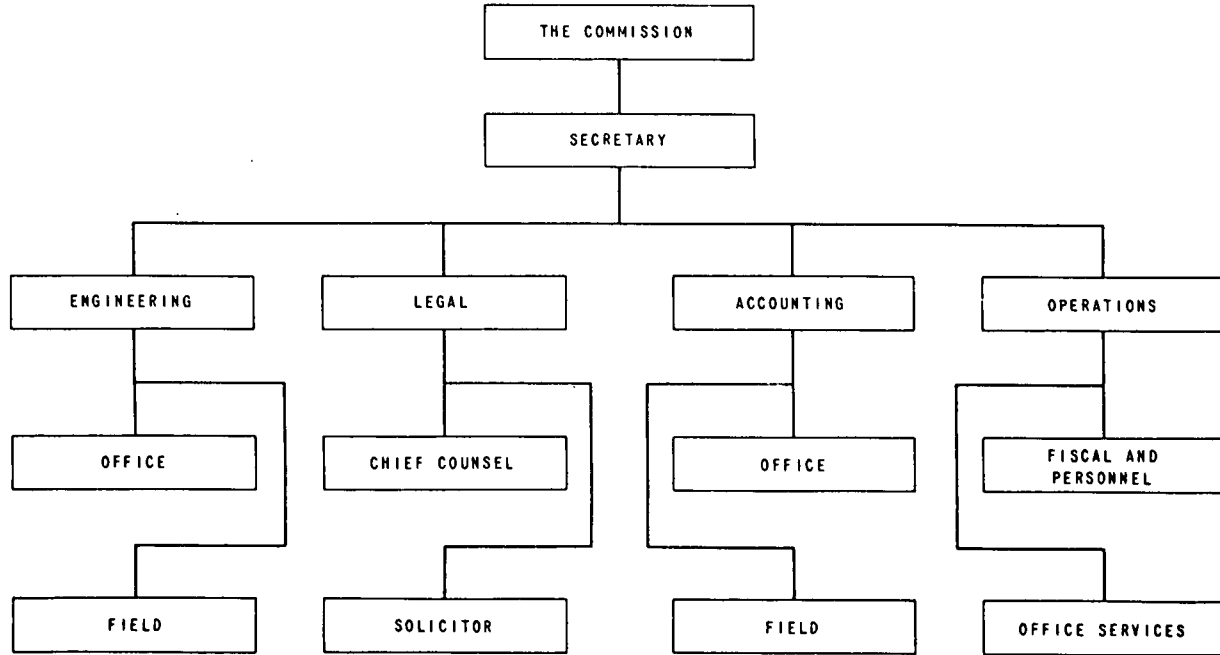 THE COMMISSION
SECRETARY
ENGINEERING
LEGAL
ACCOUNTING
OPERATIONS
OFFICE
CHIEF COUNSEL
OFFICE
FISCAL AND
PERSONNEL
FIELD
SOLICITOR
FIELD
OFFICE SERVICES